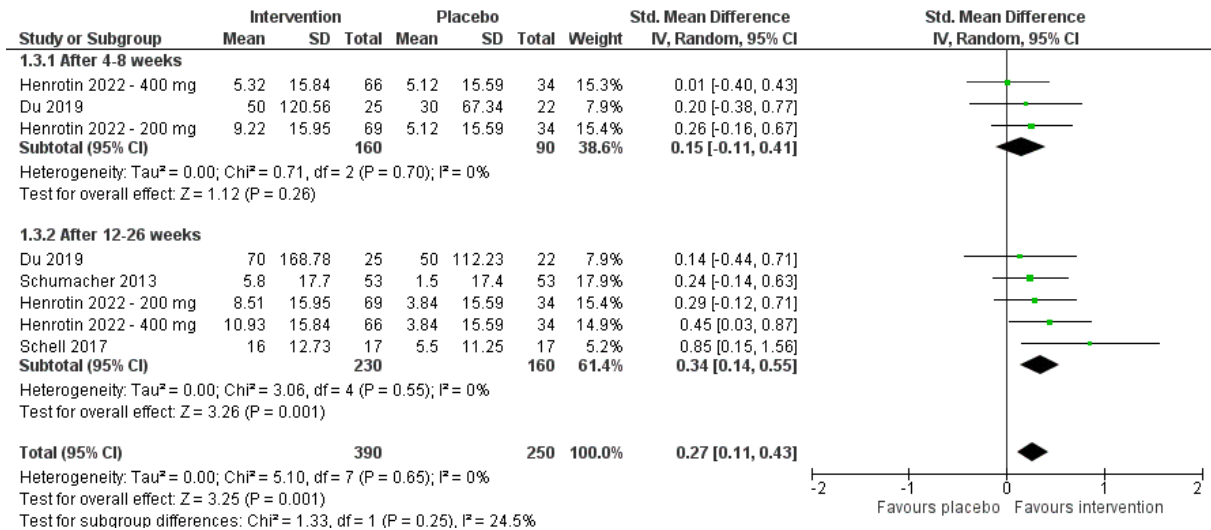 Intervention Placebo Std. Mean Difference Std. Mean Difference
Study or Subgroup Mean SD Total Mean SD Total Weight IV, Random, 95% CI IV, Random, 95% CI
1.3.1 After 4-8 weeks
Henrotin 2022 - 400 mg 5.32 15.84 66 5.12 15.59 34 15.3% 0.01 [-0.40, 0.43]
Du 2019 50 120.56 25 30 67.34 22 7.9% 0.20 [-0.38, 0.77]
Henrotin 2022 - 200 mg 9.22 15.95 69 5.12 15.59 34 15.4% 0.26 [-0.16, 0.67]
Subtotal (95% CI) 160 90 38.6% 0.15 [-0.11, 0.41]
Heterogeneity: Tau² = 0.00; Chi² = 0.71, df = 2 (P = 0.70); I² = 0%
Test for overall effect: Z = 1.12 (P = 0.26)
1.3.2 After 12-26 weeks
Du 2019 70 168.78 25 50 112.23 22 7.9% 0.14 [-0.44, 0.71]
Schumacher 2013 5.8 17.7 53 1.5 17.4 53 17.9% 0.24 [-0.14, 0.63]
Henrotin 2022 - 200 mg 8.51 15.95 69 3.84 15.59 34 15.4% 0.29 [-0.12, 0.71]
Henrotin 2022 - 400 mg 10.93 15.84 66 3.84 15.59 34 14.9% 0.45 [0.03, 0.87]
Schell 2017 16 12.73 17 5.5 11.25 17 5.2% 0.85 [0.15, 1.56]
Subtotal (95% CI) 230 160 61.4% 0.34 [0.14, 0.55]
Heterogeneity: Tau² = 0.00; Chi² = 3.06, df = 4 (P = 0.55); I² = 0%
Test for overall effect: Z = 3.26 (P = 0.001)
Total (95% CI) 390 250 100.0% 0.27 [0.11, 0.43]
Heterogeneity: Tau² = 0.00; Chi² = 5.10, df = 7 (P = 0.65); I² = 0%
Test for overall effect: Z = 3.25 (P = 0.001)
Test for subgroup differences: Chi² = 1.33, df = 1 (P = 0.25), I² = 24.5%
-2 -1 0 1 2
Favours placebo Favours intervention